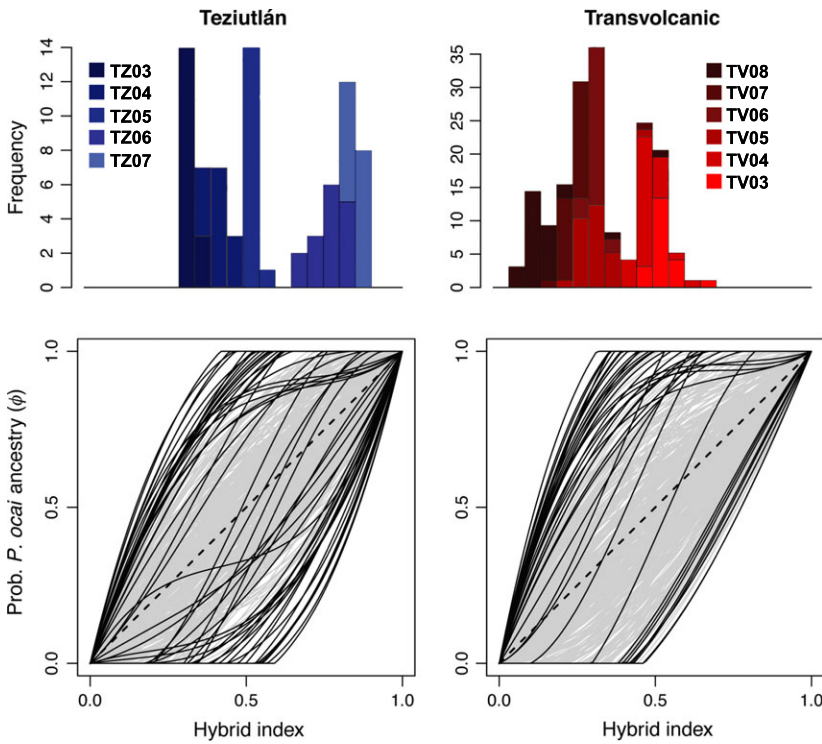 Teziutlán
Transvolcanic
Frequency
14
12
10
8
6
4
2
0
TZ03
TZ04
TZ05
TZ06
TZ07
35
30
25
20
15
10
5
0
TV08
TV07
TV06
TV05
TV04
TV03
Prob. P. ocai ancestry (ϕ)
1.0
0.5
0.0
0.0 0.5 1.0
Hybrid index
1.0
0.5
0.0
0.0 0.5 1.0
Hybrid index